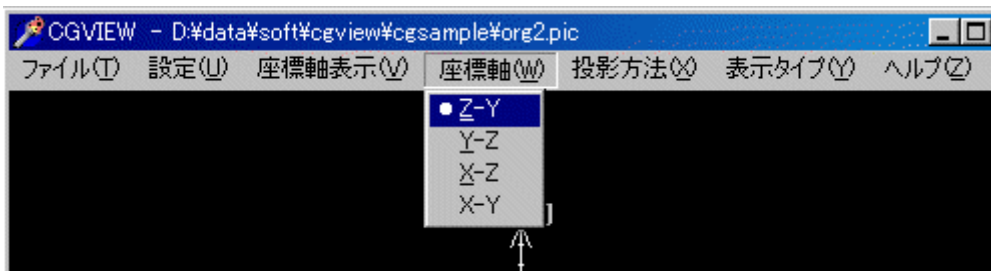 CGVIEW - D:¥data¥soft¥cgview¥cgsample¥org2.pic
ファイル(T) 設定(U) 座標軸表示(V) 座標軸(W) 投影方法(X) 表示タイプ(Y) ヘルプ(Z)
Z-Y
Y-Z
X-Z
X-Y